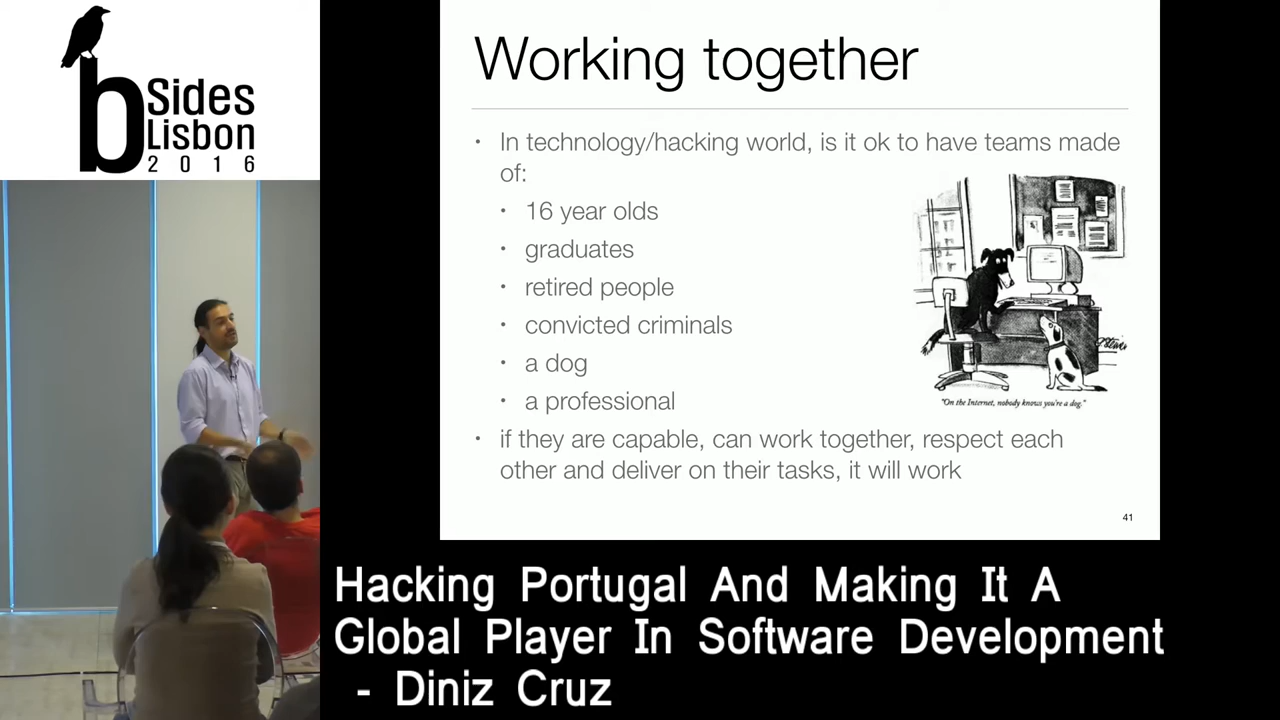 b
Sides
Lisbon
2016
Working together
• In technology/hacking world, is it ok to have teams made
of:
• 16 year olds
• graduates
• retired people
• convicted criminals
• a dog
• a professional
• if they are capable, can work together, respect each
other and deliver on their tasks, it will work
"On the Internet, nobody knows you're a dog."
41
Hacking Portugal And Making It A
Global Player In Software Development
- Diniz Cruz